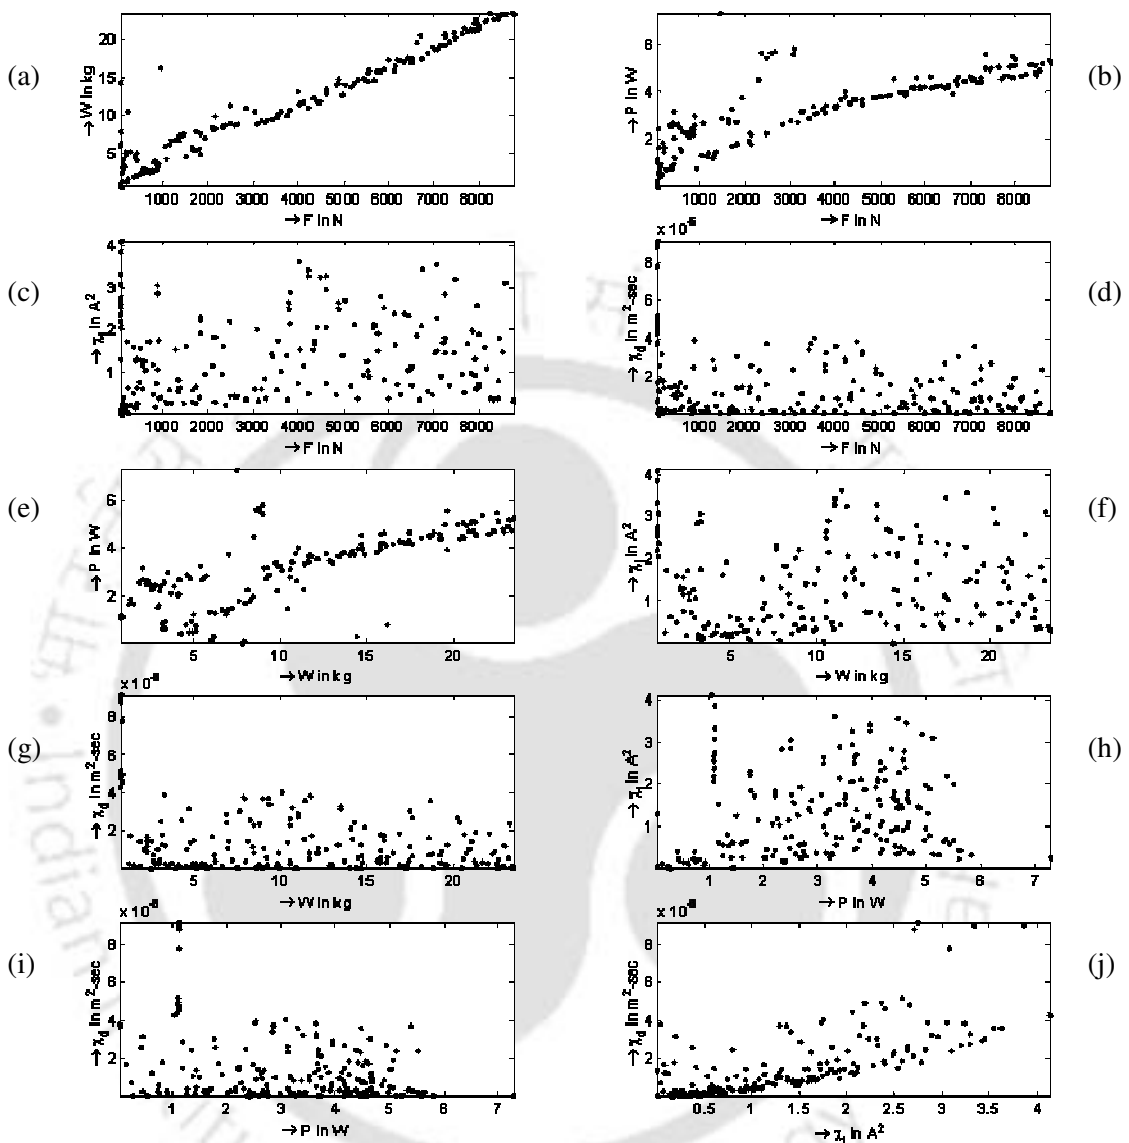 (a)
→ W in kg
20
15
10
5
1000 2000 3000 4000 5000 6000 7000 8000
→ F in N
(b)
→ P in W
6
4
2
1000 2000 3000 4000 5000 6000 7000 8000
→ F in N
(c)
→ χ_i in A²
4
3
2
1
1000 2000 3000 4000 5000 6000 7000 8000
→ F in N
(d)
→ χ_d in m²-sec
8
6
4
2
1000 2000 3000 4000 5000 6000 7000 8000
→ F in N
(e)
→ P in W
6
4
2
5 10 15 20
→ W in kg
(f)
→ χ_i in A²
4
3
2
1
5 10 15 20
→ W in kg
(g)
→ χ_d in m²-sec
8
6
4
2
5 10 15 20
→ W in kg
(h)
→ χ_i in A²
4
3
2
1
1 2 3 4 5 6 7
→ P in W
(i)
→ χ_d in m²-sec
8
6
4
2
1 2 3 4 5 6 7
→ P in W
(j)
→ χ_d in m²-sec
8
6
4
2
0.5 1 1.5 2 2.5 3 3.5 4
→ χ_i in A²
Indian